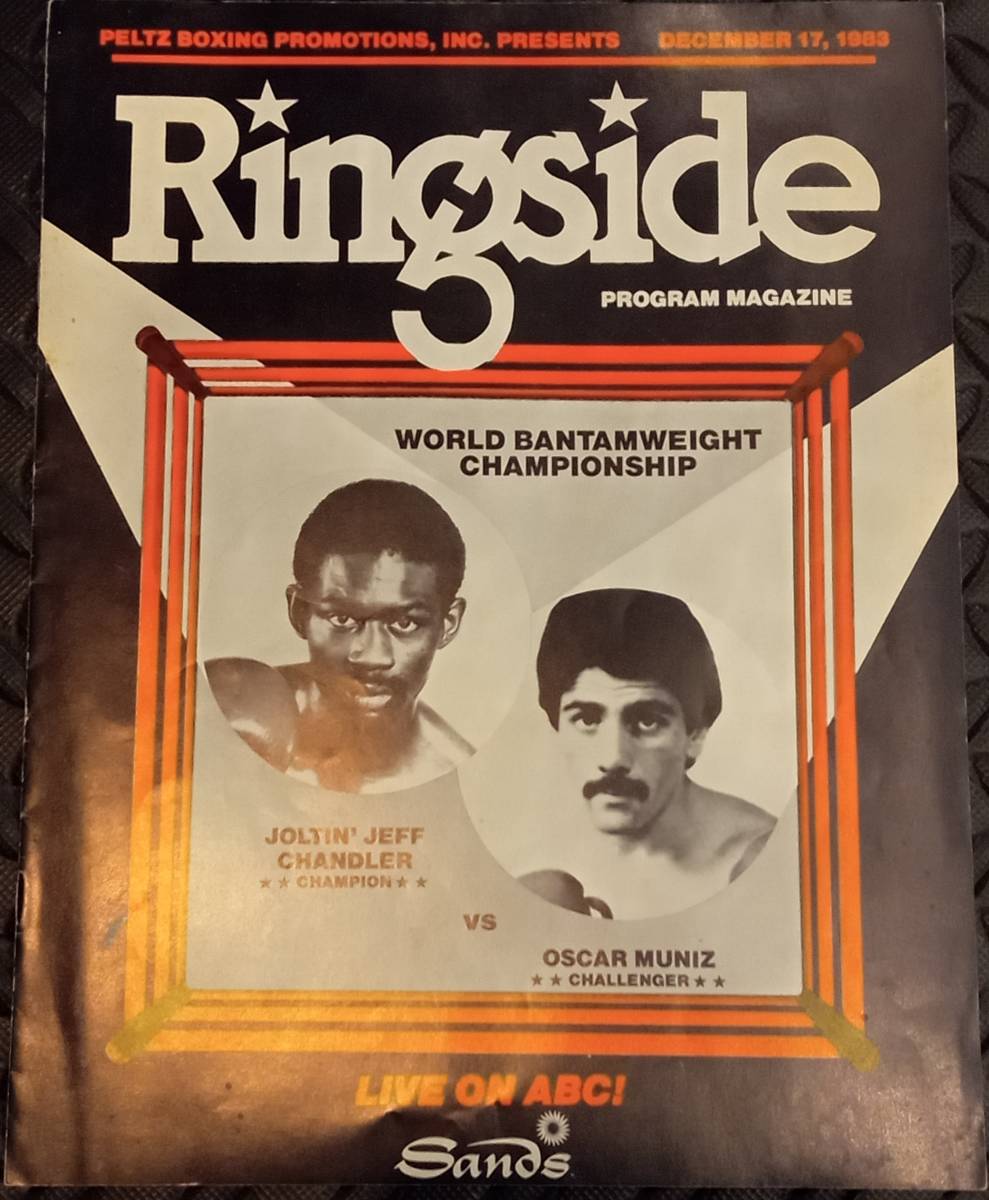 PELTZ BOXING PROMOTIONS, INC. PRESENTS DECEMBER 17, 1983
Ringside
PROGRAM MAGAZINE
WORLD BANTAMWEIGHT
CHAMPIONSHIP
JOLTIN' JEFF
CHANDLER
★ ★ CHAMPION ★ ★
VS
OSCAR MUNIZ
★ ★ CHALLENGER ★ ★
LIVE ON ABC!
Sands